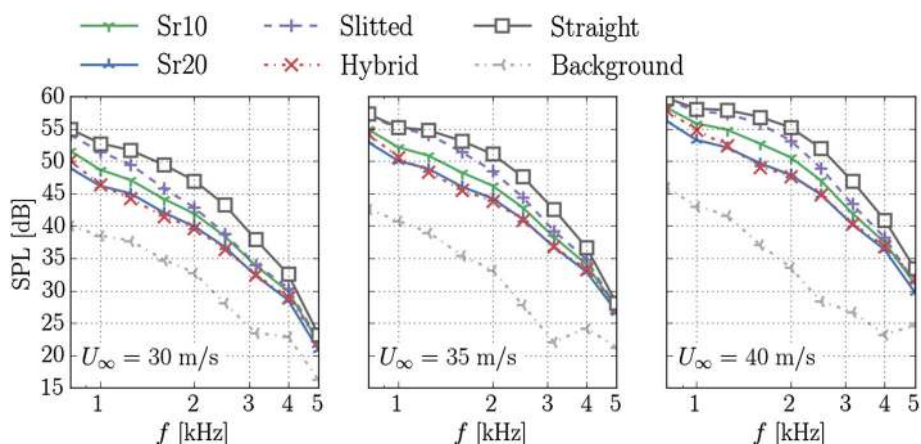 Sr10 Slitted Straight
Sr20 Hybrid Background
60
55
50
45
40
35
30
25
20
15
SPL [dB]
U∞ = 30 m/s U∞ = 35 m/s U∞ = 40 m/s
1 2 3 4 5 1 2 3 4 5 1 2 3 4 5
f [kHz] f [kHz] f [kHz]